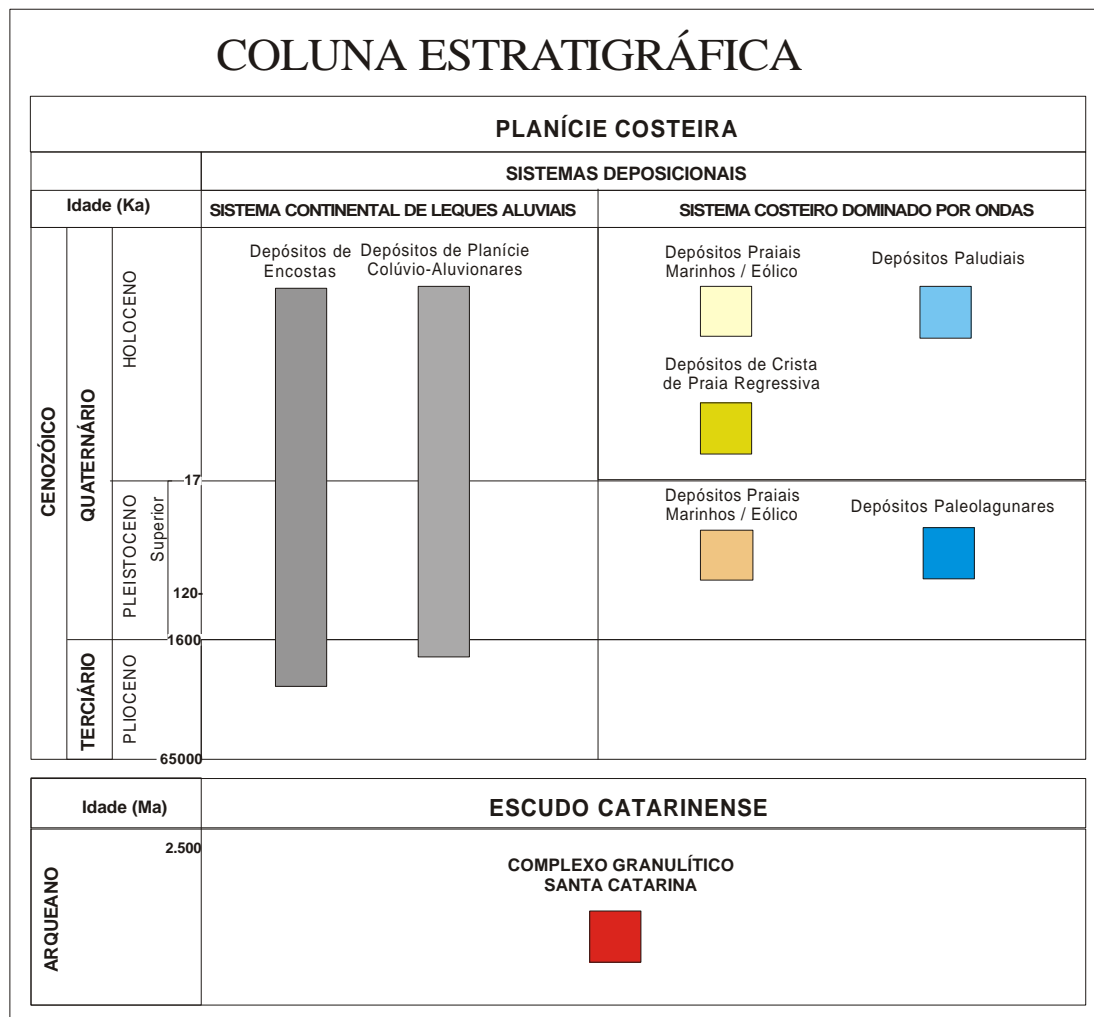 COLUNA ESTRATIGRÁFICA
PLANÍCIE COSTEIRA
SISTEMAS DEPOSICIONAIS
Idade (Ka)
SISTEMA CONTINENTAL DE LEQUES ALUVIAIS
SISTEMA COSTEIRO DOMINADO POR ONDAS
CENOZÓICO
QUATERNÁRIO
HOLOCENO
Depósitos de
Encostas
Depósitos de Planície
Colúvio-Aluvionares
Depósitos Praiais
Marinhos / Eólico
Depósitos Paludiais
Depósitos de Crista
de Praia Regressiva
17
PLEISTOCENO
Superior
Depósitos Praiais
Marinhos / Eólico
Depósitos Paleolagunares
120
1600
TERCIÁRIO
PLIOCENO
65000
Idade (Ma)
ESCUDO CATARINENSE
ARQUEANO
2.500
COMPLEXO GRANULÍTICO
SANTA CATARINA